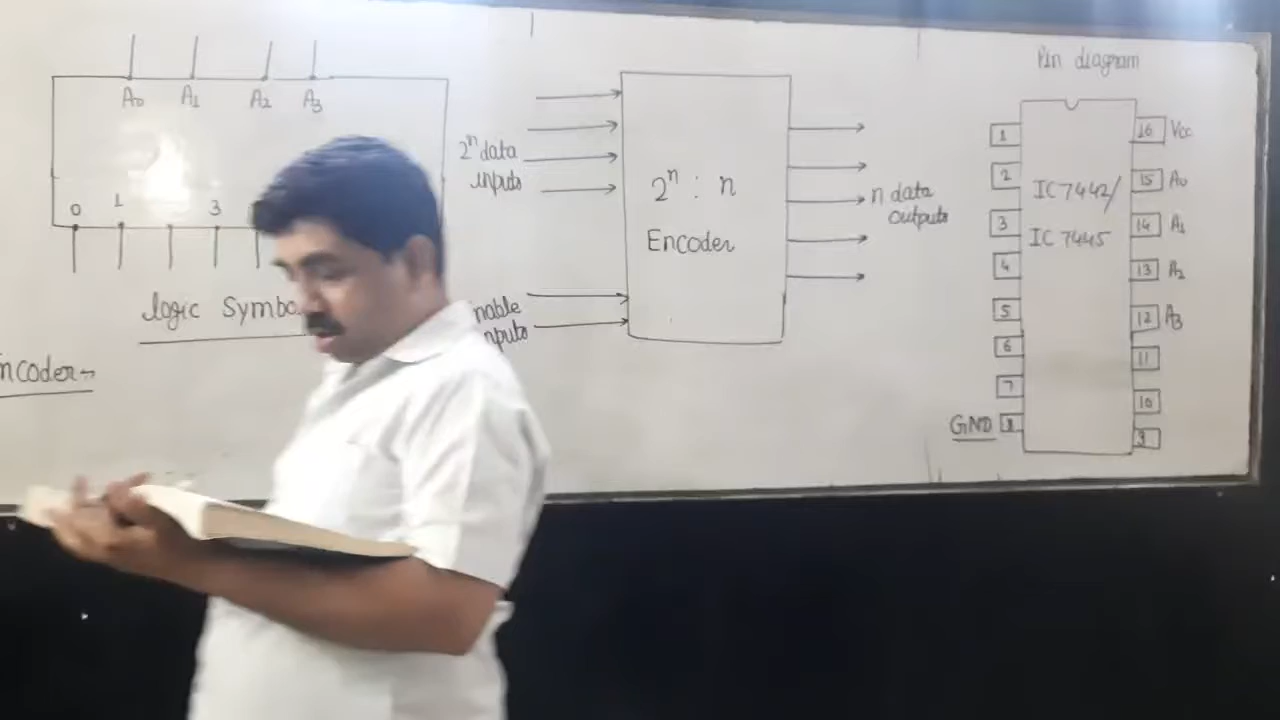 A0 A1 A2 A3
0 1 3
logic Symbo
ncoder:-
2^n data
inputs
2^n : n
Encoder
n data
outputs
nable
nputs
Pin diagram
IC 7442/
IC 7445
1
2
3
4
5
6
7
GND 8
16 Vcc
15 A0
14 A1
13 A2
12 A3
11
10
9